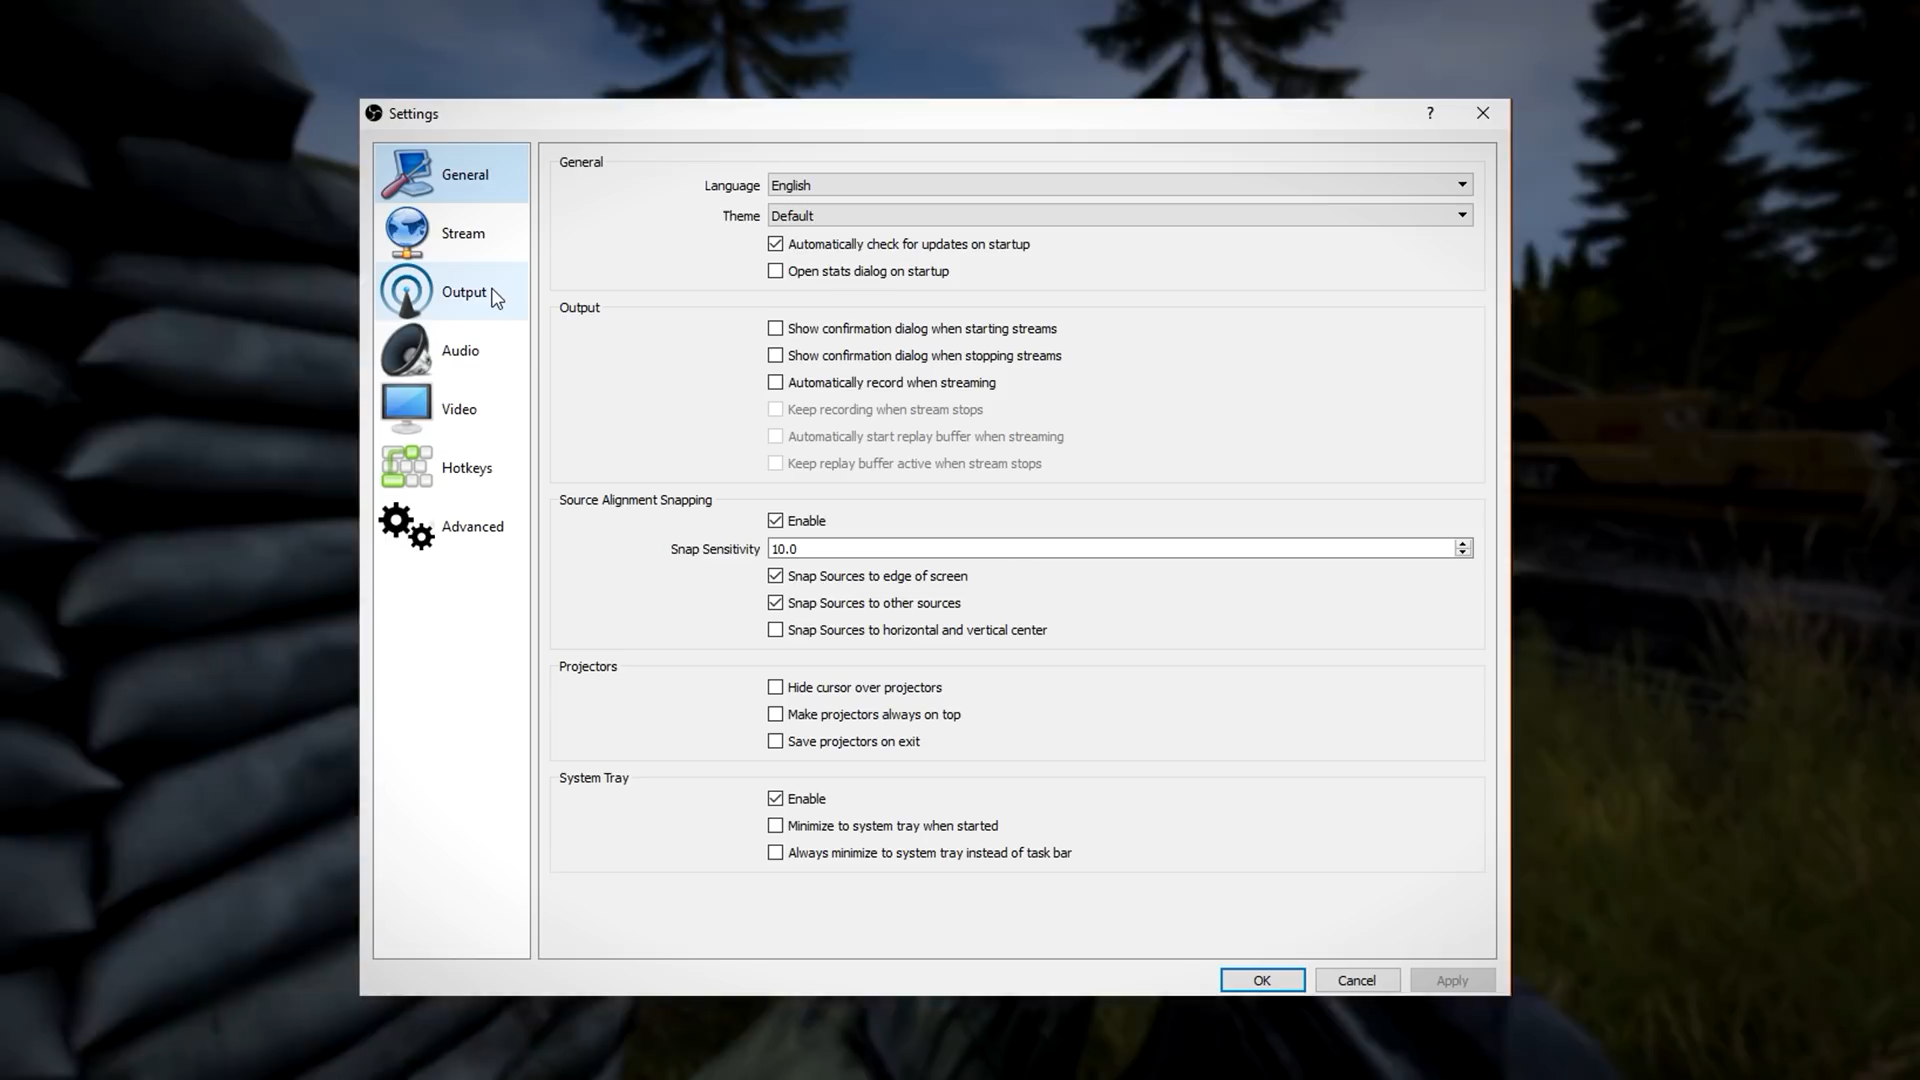 Settings
?
General
Stream
Output
Audio
Video
Hotkeys
Advanced
General
Language English
Theme Default
Automatically check for updates on startup
Open stats dialog on startup
Output
Show confirmation dialog when starting streams
Show confirmation dialog when stopping streams
Automatically record when streaming
Keep recording when stream stops
Automatically start replay buffer when streaming
Keep replay buffer active when stream stops
Source Alignment Snapping
Enable
Snap Sensitivity 10.0
Snap Sources to edge of screen
Snap Sources to other sources
Snap Sources to horizontal and vertical center
Projectors
Hide cursor over projectors
Make projectors always on top
Save projectors on exit
System Tray
Enable
Minimize to system tray when started
Always minimize to system tray instead of task bar
OK Cancel Apply